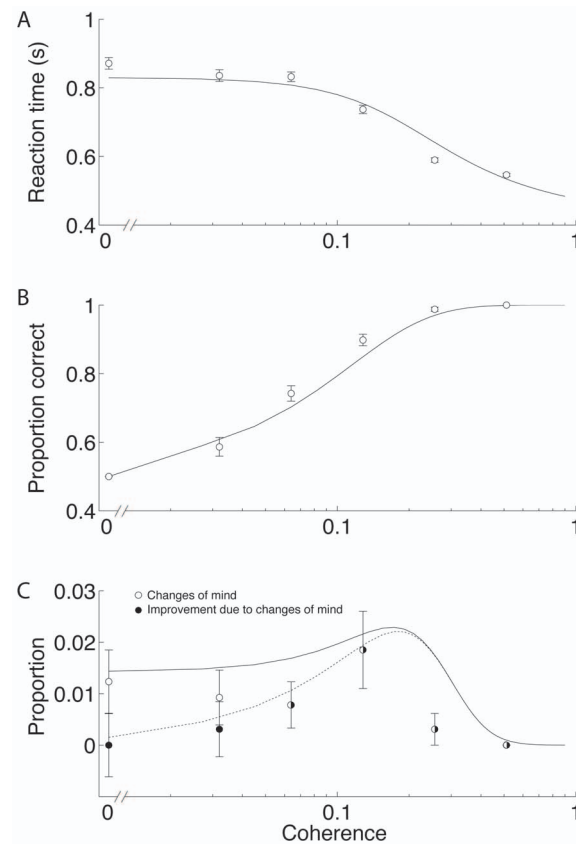 A
Reaction time (s)
1
0.8
0.6
0.4
0
0.1
1
B
Proportion correct
1
0.8
0.6
0.4
0
0.1
1
C
Changes of mind
Improvement due to changes of mind
Proportion
0.03
0.02
0.01
0
0
0.1
1
Coherence